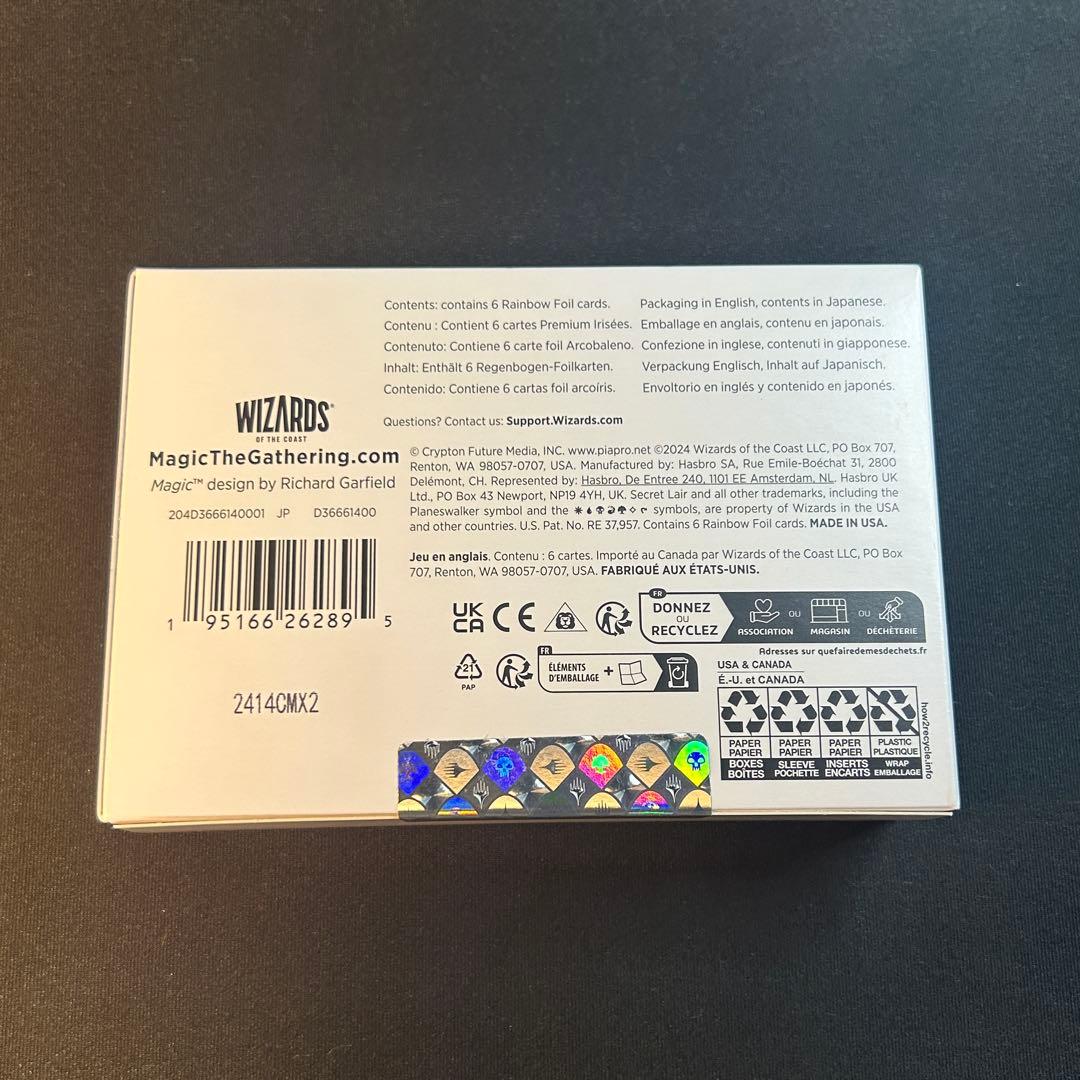 Contents: contains 6 Rainbow Foil cards. Packaging in English, contents in Japanese.
Contenu : Contient 6 cartes Premium Irisées. Emballage en anglais, contenu en japonais.
Contenuto: Contiene 6 carte foil Arcobaleno. Confezione in inglese, contenuti in giapponese.
Inhalt: Enthält 6 Regenbogen-Foilkarten. Verpackung Englisch, Inhalt auf Japanisch,
Contenido: Contiene 6 cartas foil arcoíris. Envoltorio en inglés y contenido en japonés.
Questions? Contact us: Support.Wizards.com
WIZARDS®
OF THE COAST
MagicTheGathering.com
Magic™ design by Richard Garfield
204D3666140001 JP D36661400
1 95166 26289 5
2414CMX2
© Crypton Future Media, INC. www.piapro.net ©2024 Wizards of the Coast LLC, PO Box 707,
Renton, WA 98057-0707, USA. Manufactured by: Hasbro SA, Rue Emile-Boéchat 31, 2800
Delémont, CH. Represented by: Hasbro, De Entree 240, 1101 EE Amsterdam, NL. Hasbro UK
Ltd., PO Box 43 Newport, NP19 4YH, UK. Secret Lair and all other trademarks, including the
Planeswalker symbol and the symbols, are property of Wizards in the USA
and other countries. U.S. Pat. No. RE 37,957. Contains 6 Rainbow Foil cards. MADE IN USA.
Jeu en anglais. Contenu : 6 cartes. Importé au Canada par Wizards of the Coast LLC, PO Box
707, Renton, WA 98057-0707, USA. FABRIQUÉ AUX ÉTATS-UNIS.
UK
CA
CE
FR
DONNEZ
OU
RECYCLEZ
ASSOCIATION OU MAGASIN OU DÉCHÈTERIE
Adresses sur quefairedemesdechets.fr
21
PAP
FR
ÉLÉMENTS
D'EMBALLAGE +
USA & CANADA
É.-U. et CANADA
PAPER PAPER PAPER PLASTIC
PAPIER PAPIER PAPIER PLASTIQUE
BOXES SLEEVE INSERTS WRAP
BOÎTES POCHETTE ENCARTS EMBALLAGE
how2recycle.info